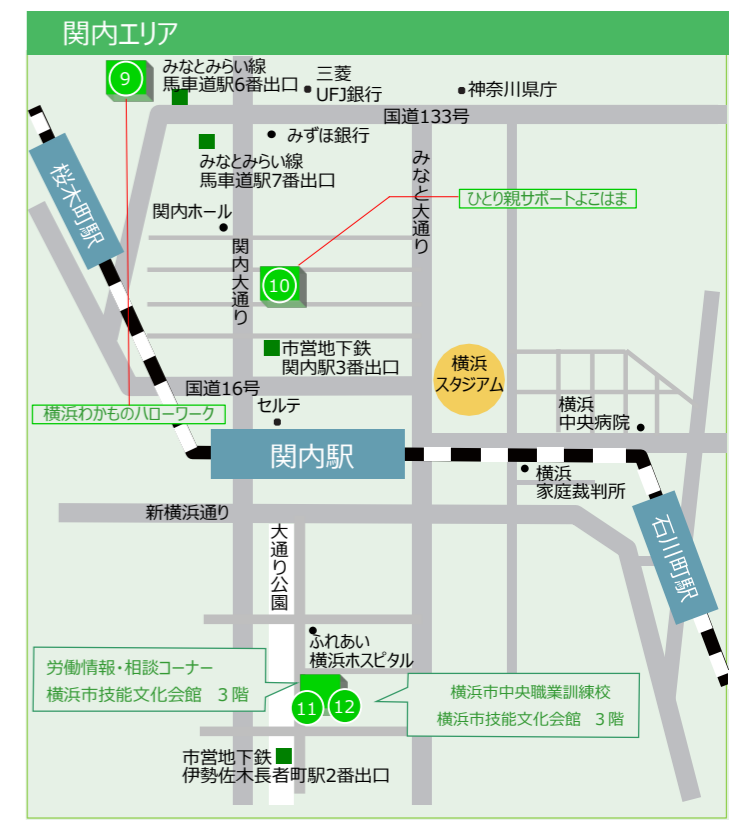 関内エリア
⑨
みなとみらい線
馬車道駅6番出口
三菱
UFJ銀行
神奈川県庁
国道133号
みずほ銀行
みなとみらい線
馬車道駅7番出口
みなと大通り
桜木町駅
ひとり親サポートよこはま
関内ホール
関内大通り
⑩
市営地下鉄
関内駅3番出口
横浜
スタジアム
国道16号
横浜わかものハローワーク
セルテ
横浜
中央病院
関内駅
横浜
家庭裁判所
新横浜通り
大通り公園
石川町駅
ふれあい
横浜ホスピタル
労働情報・相談コーナー
横浜市技能文化会館 3階
⑪
⑫
横浜市中央職業訓練校
横浜市技能文化会館 3階
市営地下鉄
伊勢佐木長者町駅2番出口